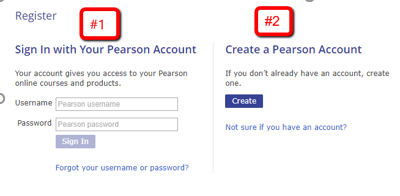 Register
#1
#2
Sign In with Your Pearson Account
Your account gives you access to your Pearson
online courses and products.
Username
Pearson username
Password
Pearson password
Sign In
Forgot your username or password?
Create a Pearson Account
If you don't already have an account, create
one.
Create
Not sure if you have an account?